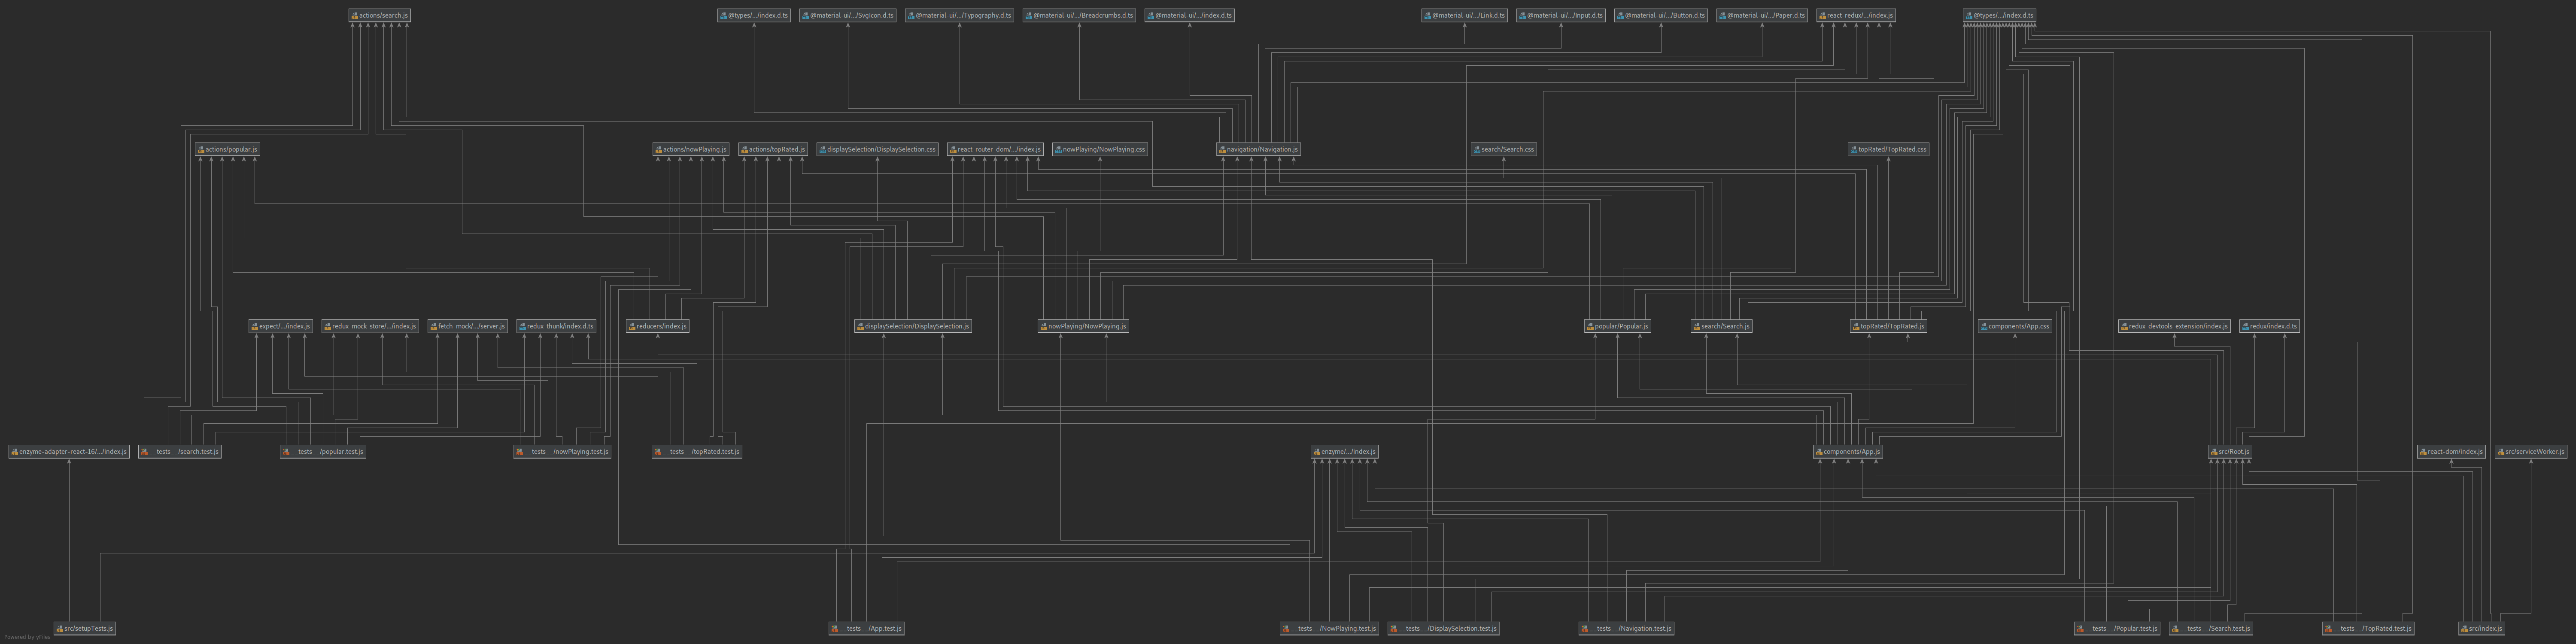 actions/search.js
@types/.../index.d.ts
@material-ui/.../SvgIcon.d.ts
@material-ui/.../Typography.d.ts
@material-ui/.../Breadcrumbs.d.ts
@material-ui/.../index.d.ts
@material-ui/.../Link.d.ts
@material-ui/.../Input.d.ts
@material-ui/.../Button.d.ts
@material-ui/.../Paper.d.ts
react-redux/.../index.js
@types/.../index.d.ts
actions/popular.js
actions/nowPlaying.js
actions/topRated.js
displaySelection/DisplaySelection.css
react-router-dom/.../index.js
nowPlaying/NowPlaying.css
navigation/Navigation.js
search/Search.css
topRated/TopRated.css
expect/.../index.js
redux-mock-store/.../index.js
fetch-mock/.../server.js
redux-thunk/index.d.ts
reducers/index.js
displaySelection/DisplaySelection.js
nowPlaying/NowPlaying.js
popular/Popular.js
search/Search.js
topRated/TopRated.js
components/App.css
redux-devtools-extension/index.js
redux/index.d.ts
enzyme-adapter-react-16/.../index.js
__tests__/search.test.js
__tests__/popular.test.js
__tests__/nowPlaying.test.js
__tests__/topRated.test.js
enzyme/.../index.js
components/App.js
src/Root.js
react-dom/index.js
src/serviceWorker.js
src/setupTests.js
__tests__/App.test.js
__tests__/NowPlaying.test.js
__tests__/DisplaySelection.test.js
__tests__/Navigation.test.js
__tests__/Popular.test.js
__tests__/Search.test.js
__tests__/TopRated.test.js
src/index.js
Powered by yFiles